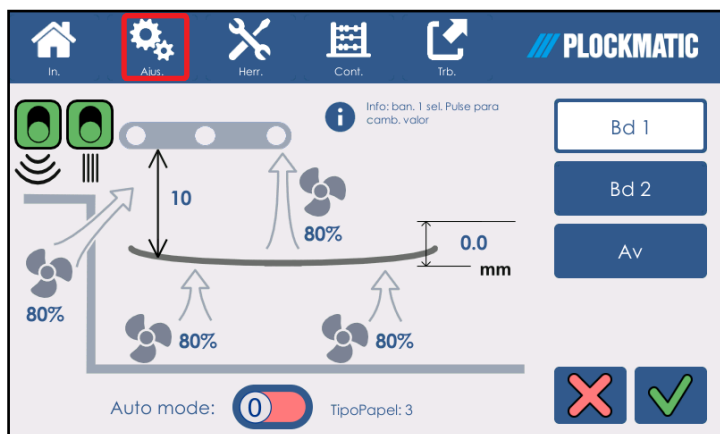 In.
Ajus.
Herr.
Cont.
Trb.
PLOCKMATIC
Info: ban. 1 sel. Pulse para
camb. valor
Bd 1
10
Bd 2
80%
0.0
Av
mm
80%
80%
80%
Auto mode:
0
TipoPapel: 3